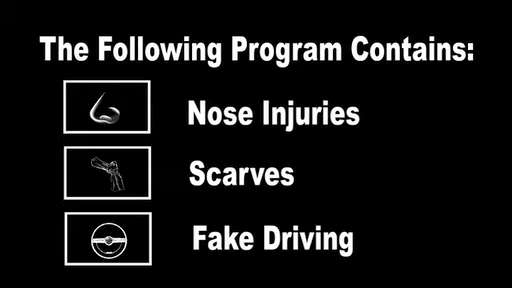 The Following Program Contains:
Nose Injuries
Scarves
Fake Driving